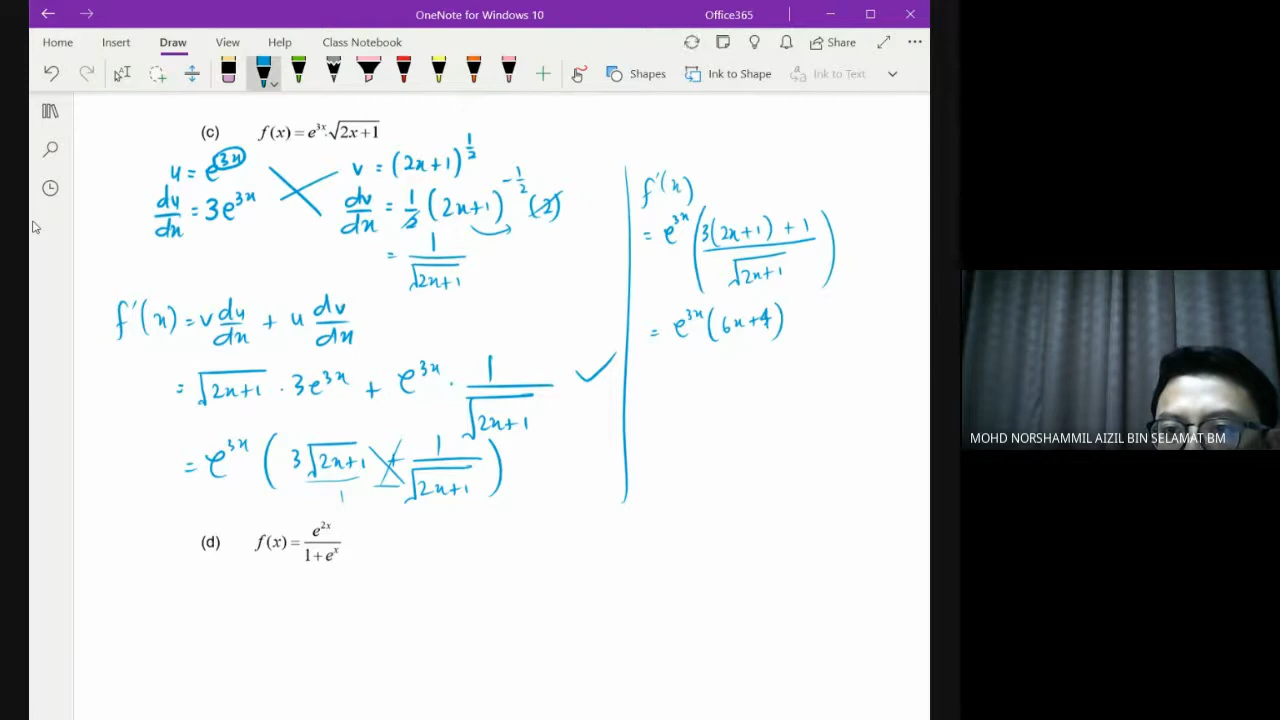 OneNote for Windows 10
Office365
Home Insert Draw View Help Class Notebook
Share
Shapes
Ink to Shape
Ink to Text
(c) f(x) = e^{3x}.√(2x+1)
u = e^{3x} v = (2x+1)^{1/2}
du/dx = 3e^{3x} dv/dx = 1/2 (2x+1)^{-1/2} (2)
= 1/√(2x+1)
f'(x) = v du/dx + u dv/dx
= √(2x+1) · 3e^{3x} + e^{3x} · 1/√(2x+1) ✓
= e^{3x} ( 3√(2x+1)/1 + 1/√(2x+1) )
f'(x)
= e^{3x} ( (3(2x+1) + 1)/√(2x+1) )
= e^{3x} (6x+4)
(d) f(x) = e^{2x}/(1+e^{x})
MOHD NORSHAMMIL AIZIL BIN SELAMAT BM